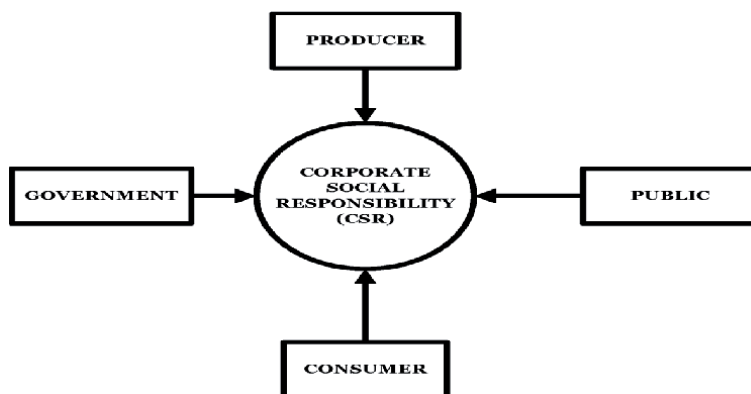 PRODUCER
CORPORATE
SOCIAL
RESPONSIBILITY
(CSR)
GOVERNMENT
PUBLIC
CONSUMER